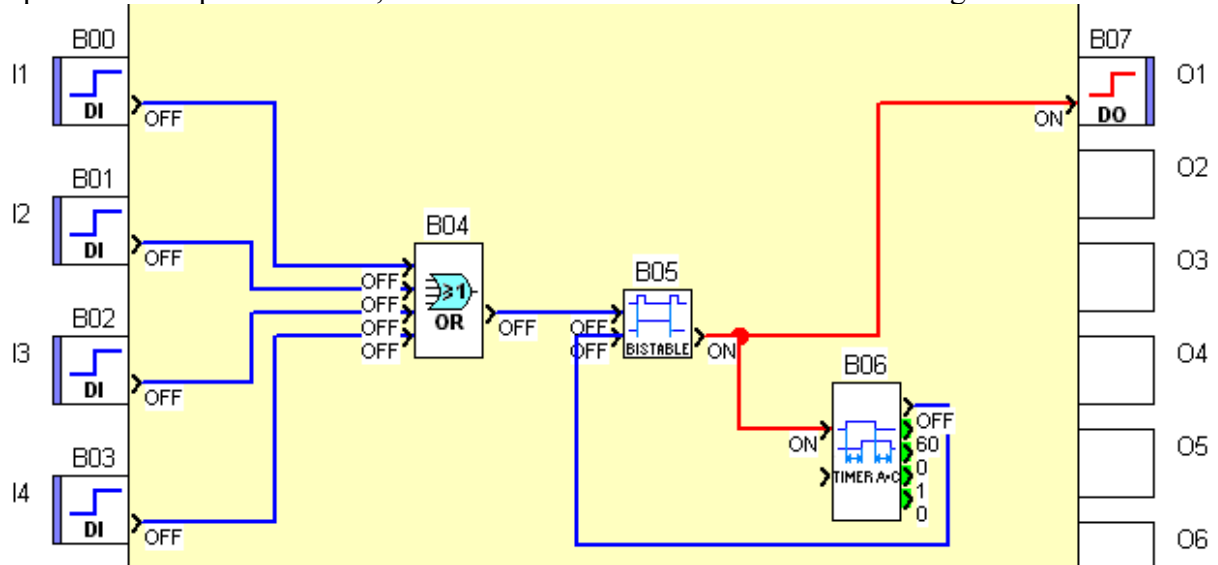 B00
I1
DI
OFF
B01
I2
DI
OFF
B02
I3
DI
OFF
B03
I4
DI
OFF
B04
OFF
OFF
OFF
OFF
≥1
OR
OFF
B05
OFF
OFF
BISTABLE
ON
B06
ON
TIMER A•C
OFF
60
0
1
0
B07
ON
DO
O1
O2
O3
O4
O5
O6